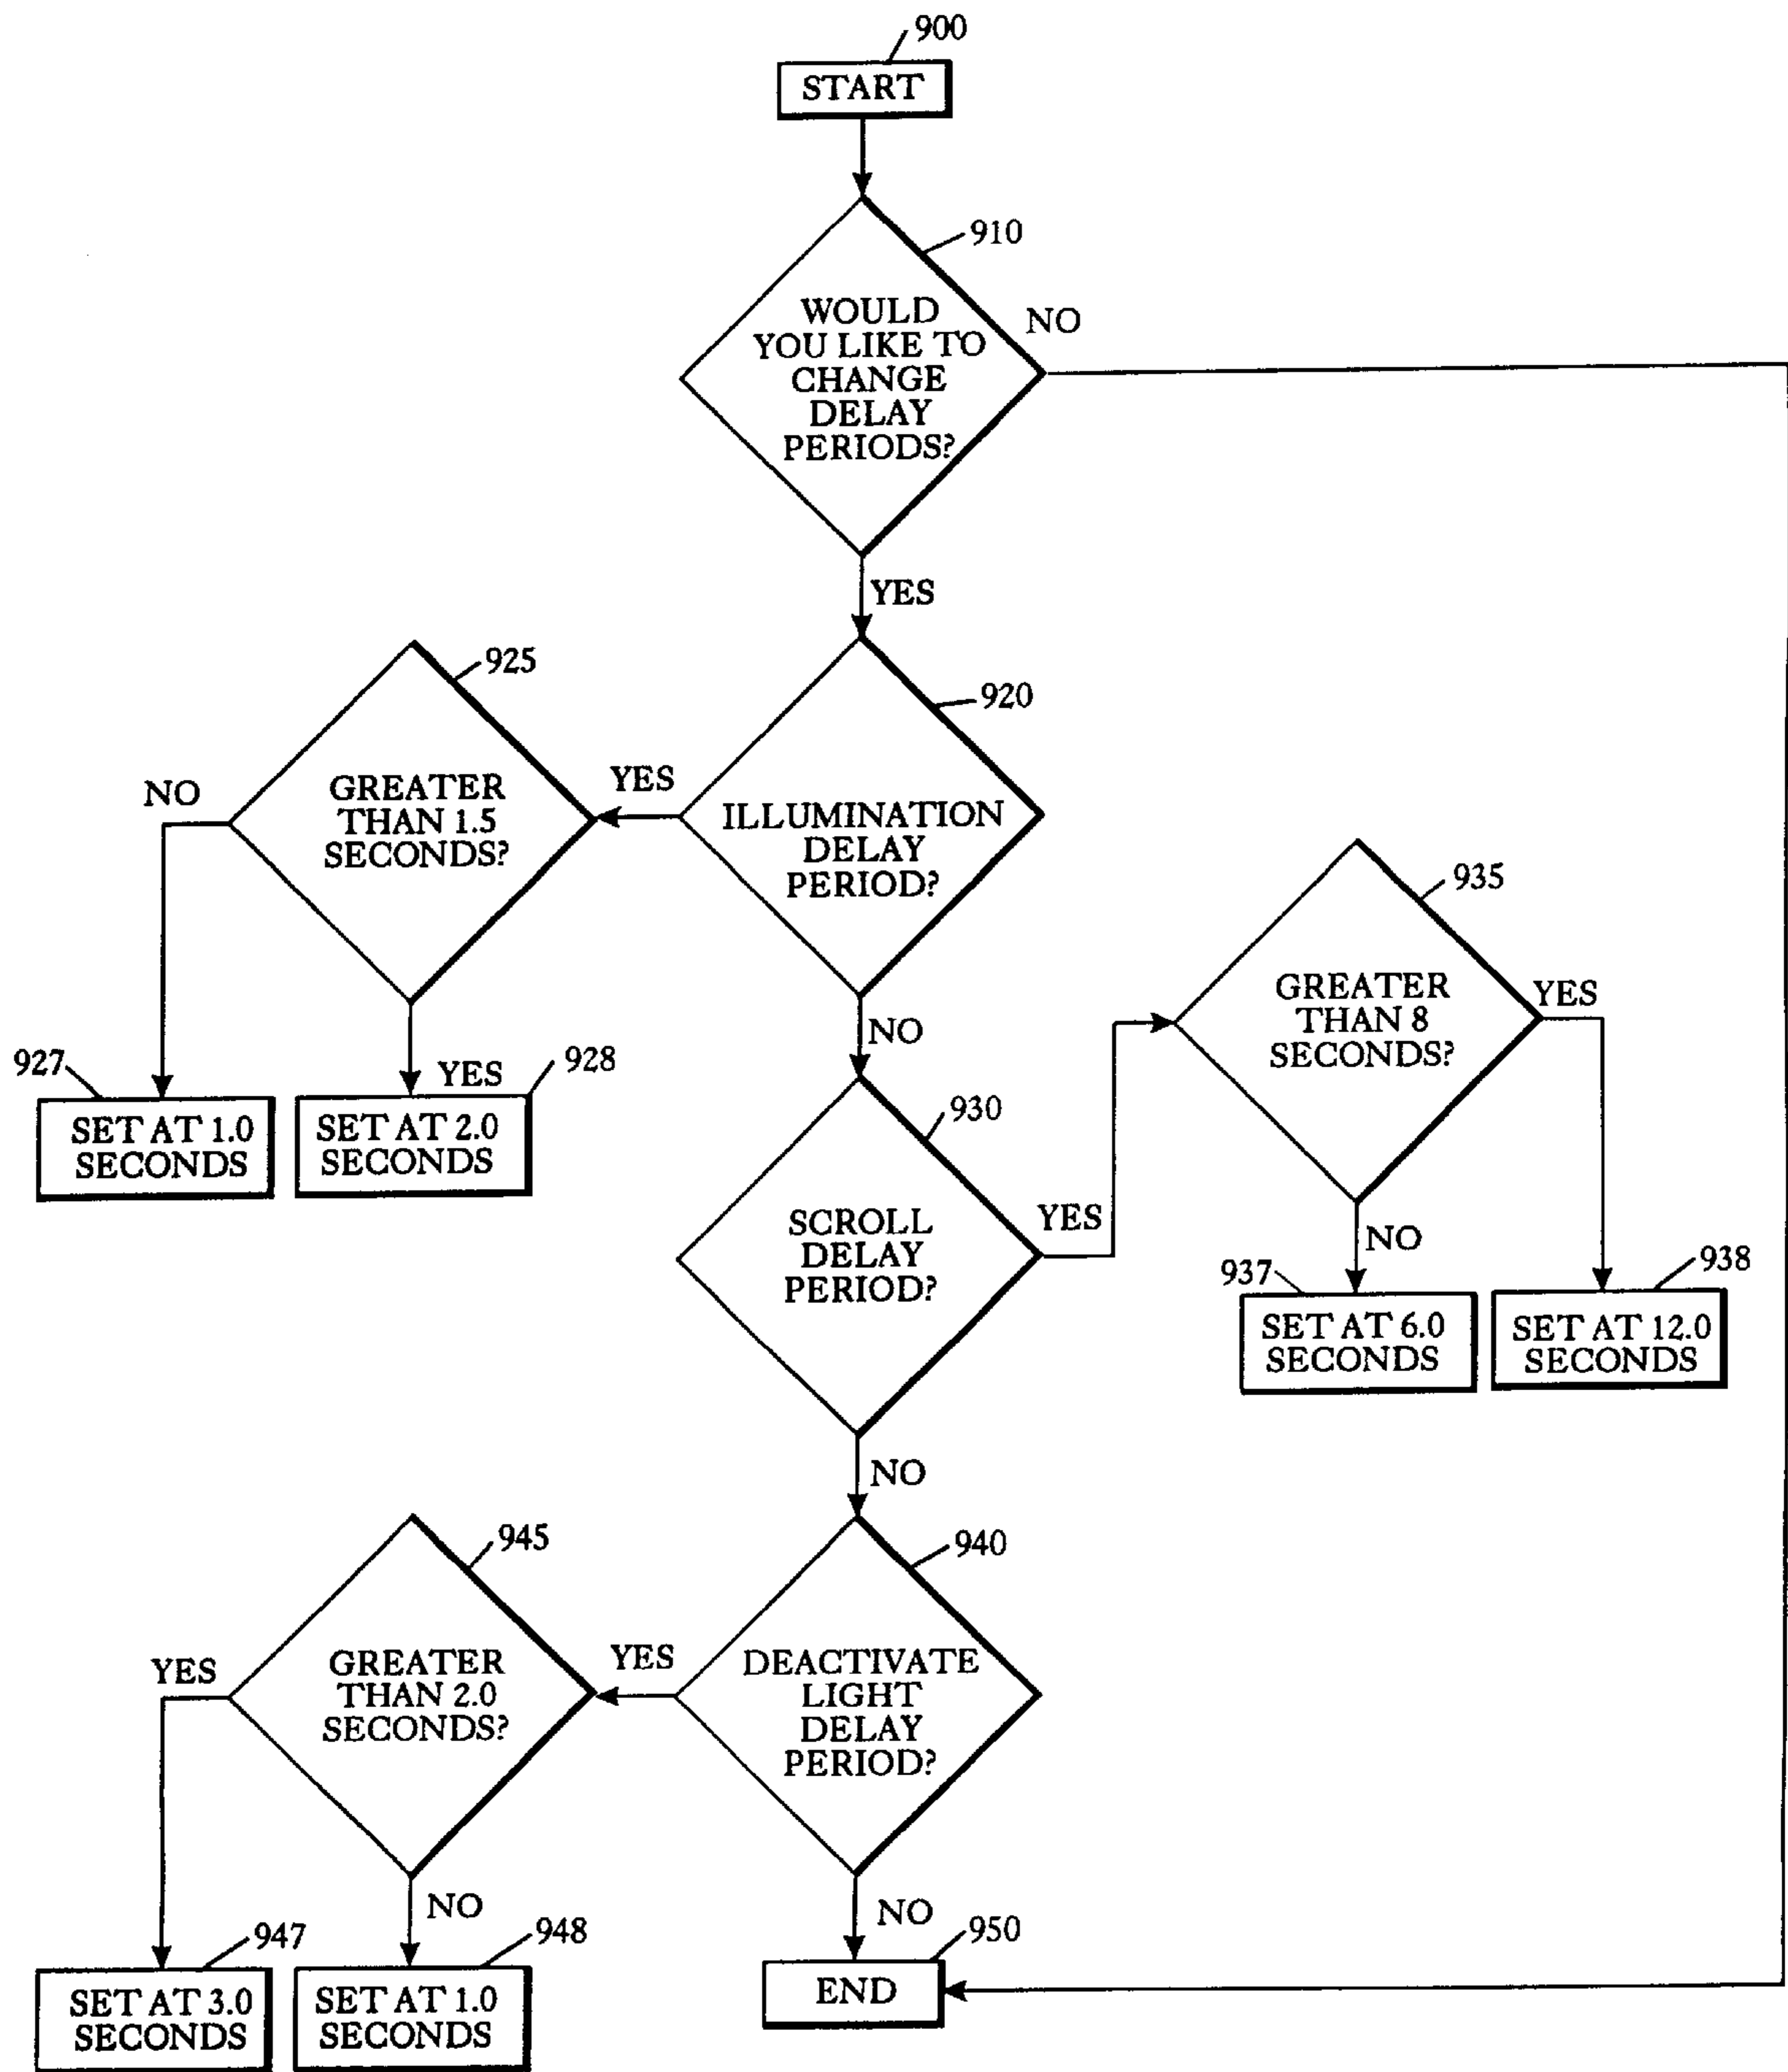 900
START
910
WOULD
YOU LIKE TO
CHANGE
DELAY
PERIODS?
NO
YES
925
GREATER
THAN 1.5
SECONDS?
NO
YES
920
ILLUMINATION
DELAY
PERIOD?
YES
NO
927
SET AT 1.0
SECONDS
928
SET AT 2.0
SECONDS
930
SCROLL
DELAY
PERIOD?
YES
NO
935
GREATER
THAN 8
SECONDS?
YES
NO
937
SET AT 6.0
SECONDS
938
SET AT 12.0
SECONDS
945
GREATER
THAN 2.0
SECONDS?
YES
NO
940
DEACTIVATE
LIGHT
DELAY
PERIOD?
YES
NO
947
SET AT 3.0
SECONDS
948
SET AT 1.0
SECONDS
950
END